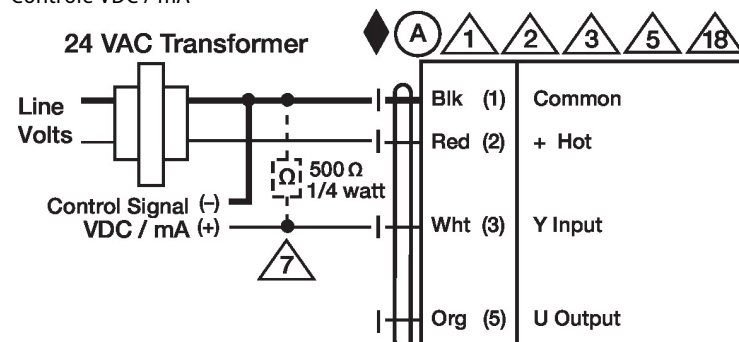 Contrôle VDC / mA
24 VAC Transformer
A 1 2 3 5 18
Line
Volts
Blk (1) Common
Red (2) + Hot
Ω 500 Ω
1/4 watt
Control Signal (–)
VDC / mA (+)
Wht (3) Y Input
7
Org (5) U Output